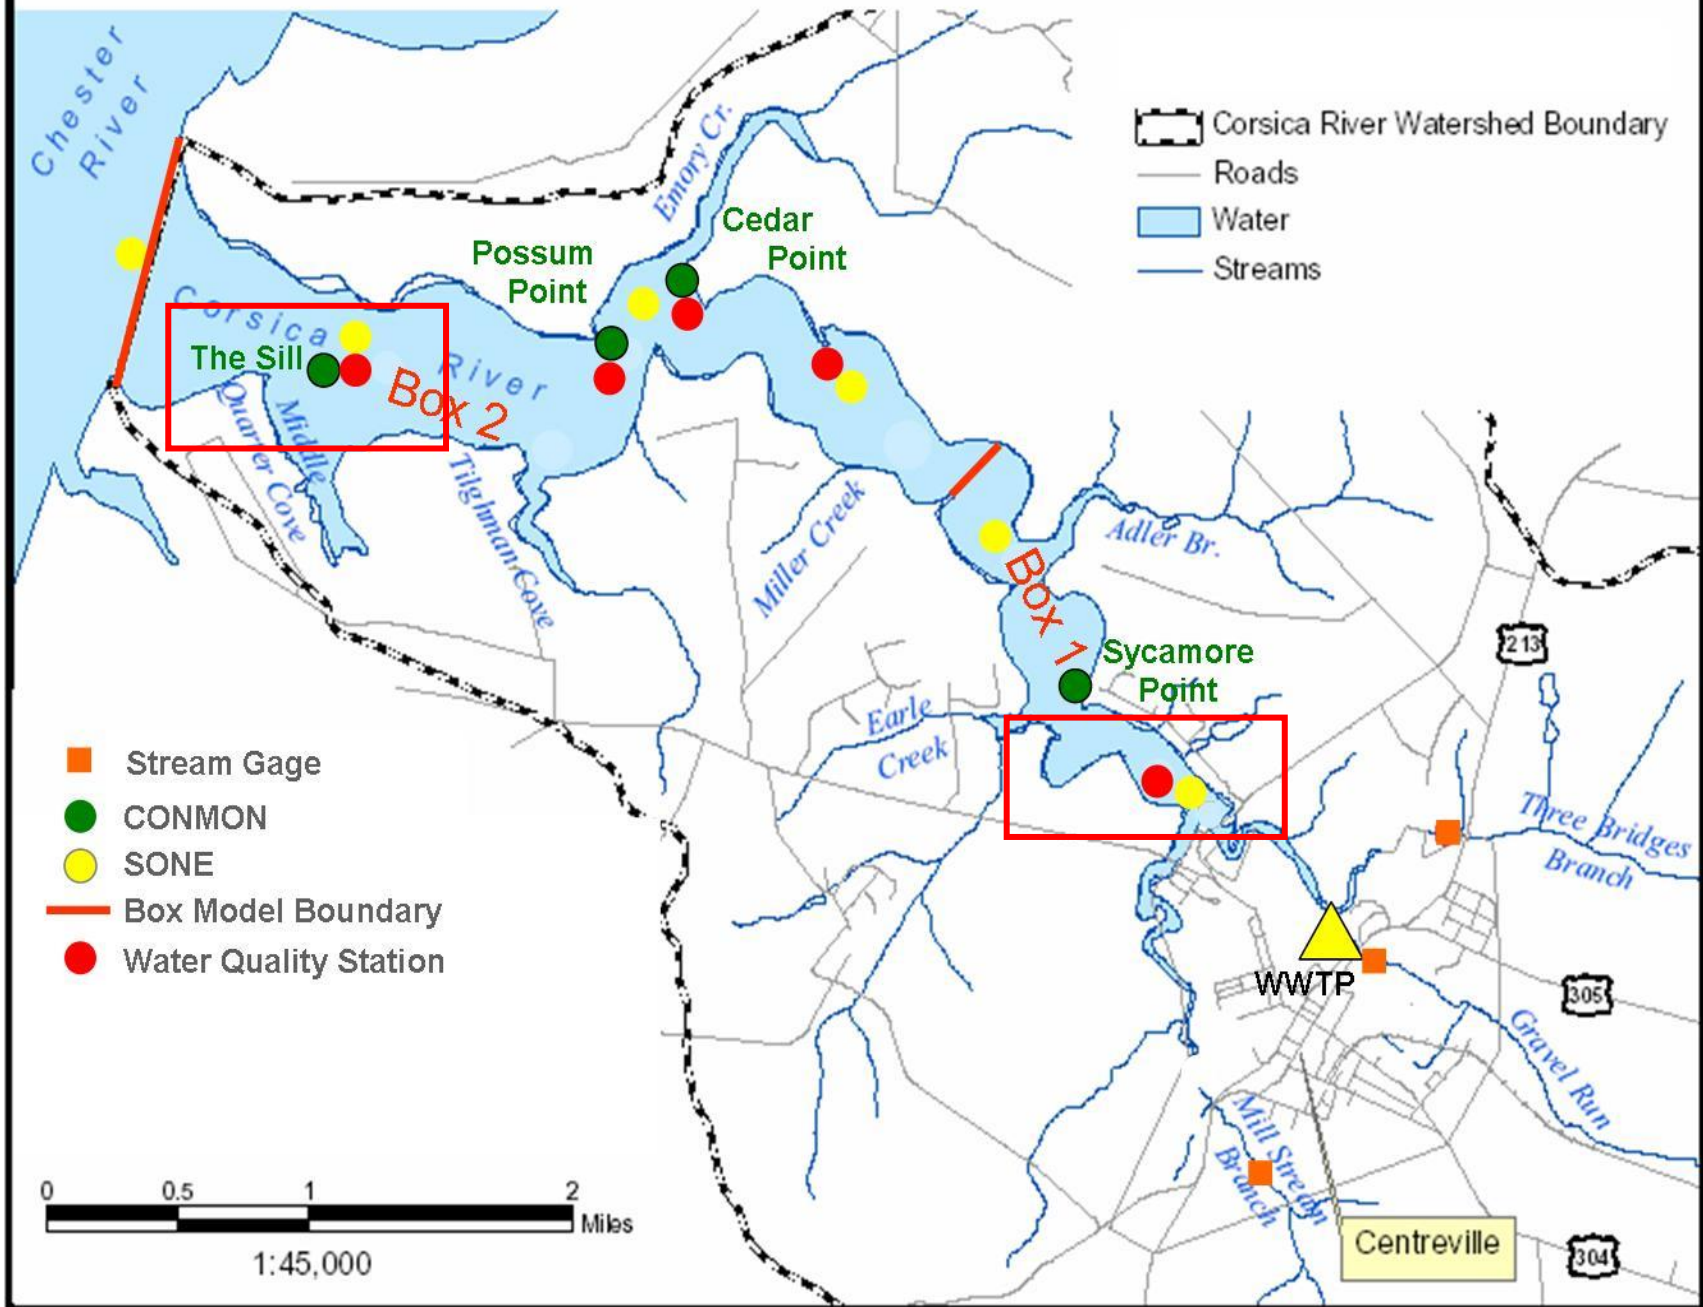 Chester
River
Corsica River Watershed Boundary
Roads
Water
Streams
Emory Cr.
Cedar
Point
Possum
Point
Corsica
River
The Sill
Box 2
Quarter Cove
Middle
Tilghman Cove
Miller Creek
Adler Br.
Box 1
Sycamore
Point
213
Earle
Creek
Stream Gage
CONMON
SONE
Box Model Boundary
Water Quality Station
Three Bridges
Branch
WWTP
305
Gravel Run
Mill Stream
Branch
0 0.5 1 2
Miles
1:45,000
Centreville
304